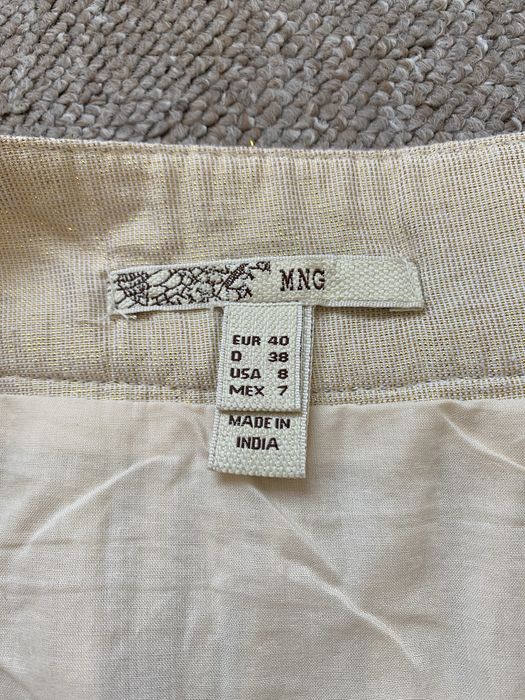 MNG
EUR 40
D 38
USA 8
MEX 7
MADE IN
INDIA